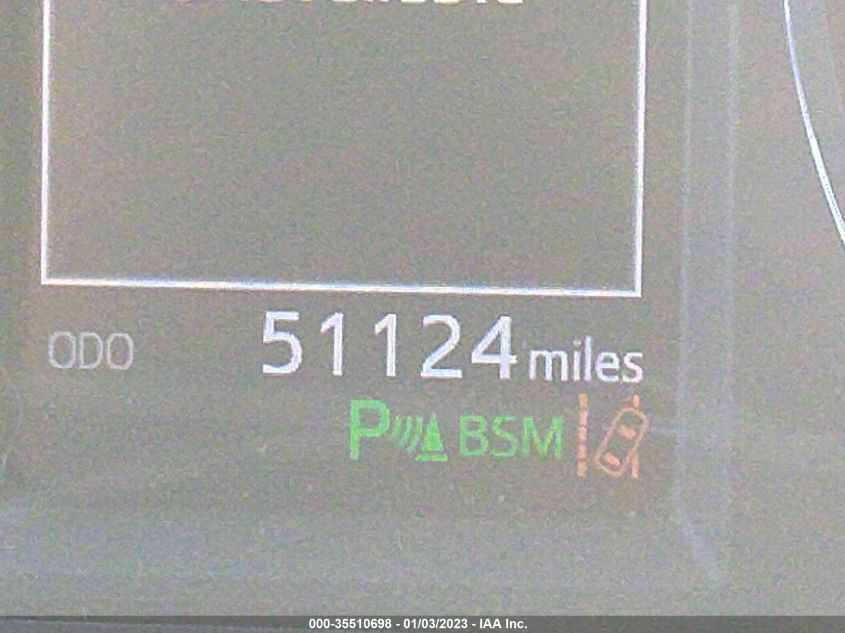 ODO 51124 miles
P BSM
000-35510698 - 01/03/2023 - IAA Inc.